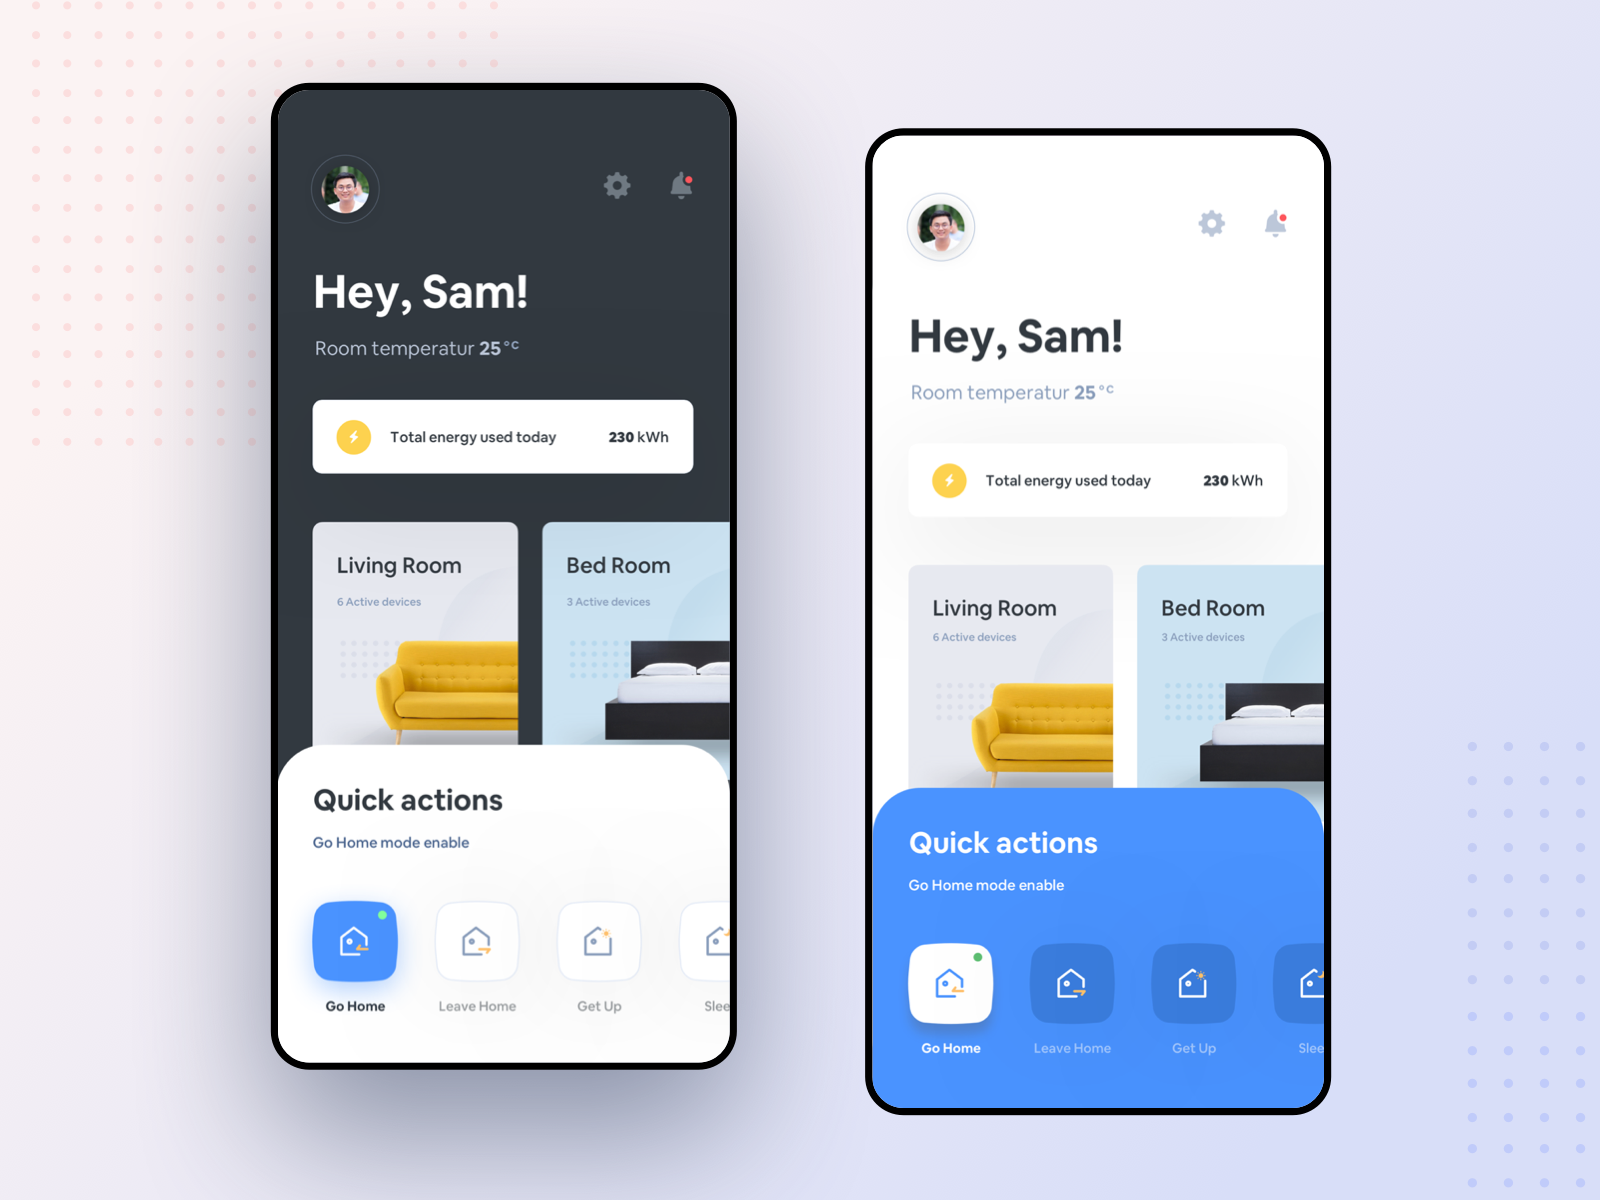 Hey, Sam!
Room temperatur 25 °C
Total energy used today 230 kWh
Living Room
6 Active devices
Bed Room
3 Active devices
Quick actions
Go Home mode enable
Go Home
Leave Home
Get Up
Slee
Hey, Sam!
Room temperatur 25 °C
Total energy used today 230 kWh
Living Room
6 Active devices
Bed Room
3 Active devices
Quick actions
Go Home mode enable
Go Home
Leave Home
Get Up
Slee